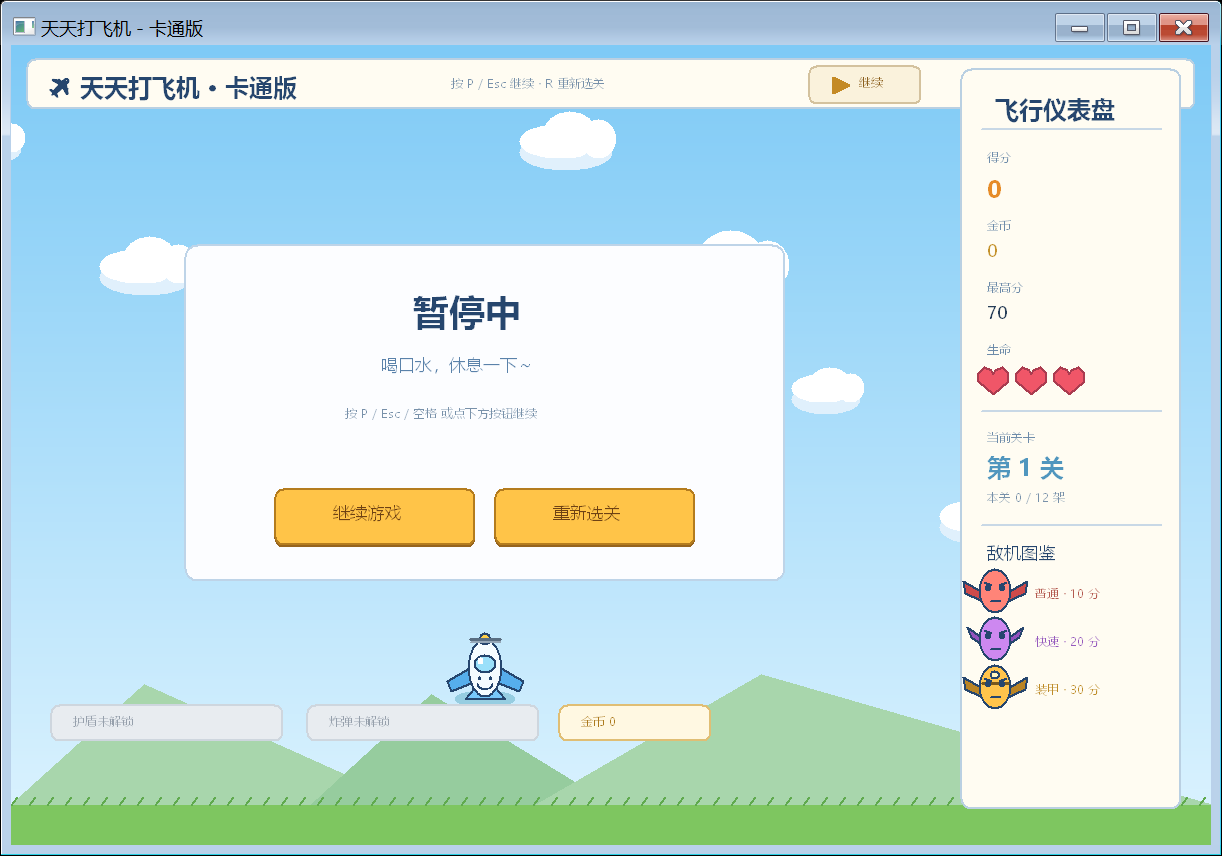 天天打飞机 - 卡通版
天天打飞机 • 卡通版
按 P / Esc 继续 · R 重新选关
继续
飞行仪表盘
得分
0
金币
0
最高分
70
生命
当前关卡
第 1 关
本关 0 / 12 架
敌机图鉴
普通 · 10 分
快速 · 20 分
装甲 · 30 分
暂停中
喝口水，休息一下~
按 P / Esc / 空格 或点下方按钮继续
继续游戏
重新选关
护盾未解锁
炸弹未解锁
金币 0